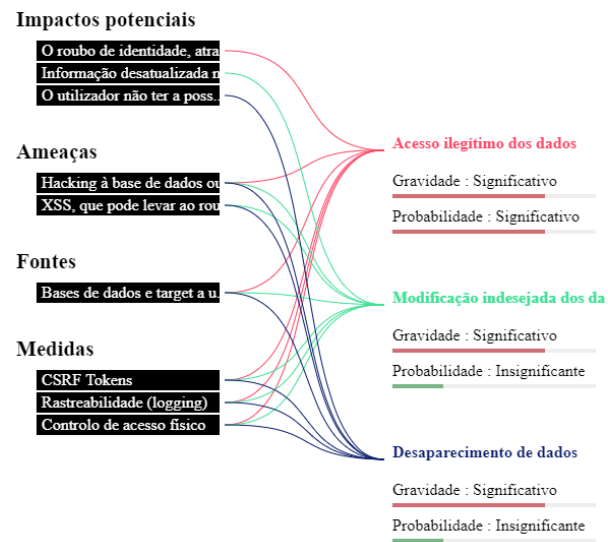 Impactos potenciais
O roubo de identidade, atra
Informação desatualizada n
O utilizador não ter a poss...
Ameaças
Hacking à base de dados ou
XSS, que pode levar ao rou
Fontes
Bases de dados e target a u.
Medidas
CSRF Tokens
Rastreabilidade (logging)
Controlo de acesso físico
Acesso ilegítimo dos dados
Gravidade : Significativo
Probabilidade : Significativo
Modificação indesejada dos da
Gravidade : Significativo
Probabilidade : Insignificante
Desaparecimento de dados
Gravidade : Significativo
Probabilidade : Insignificante